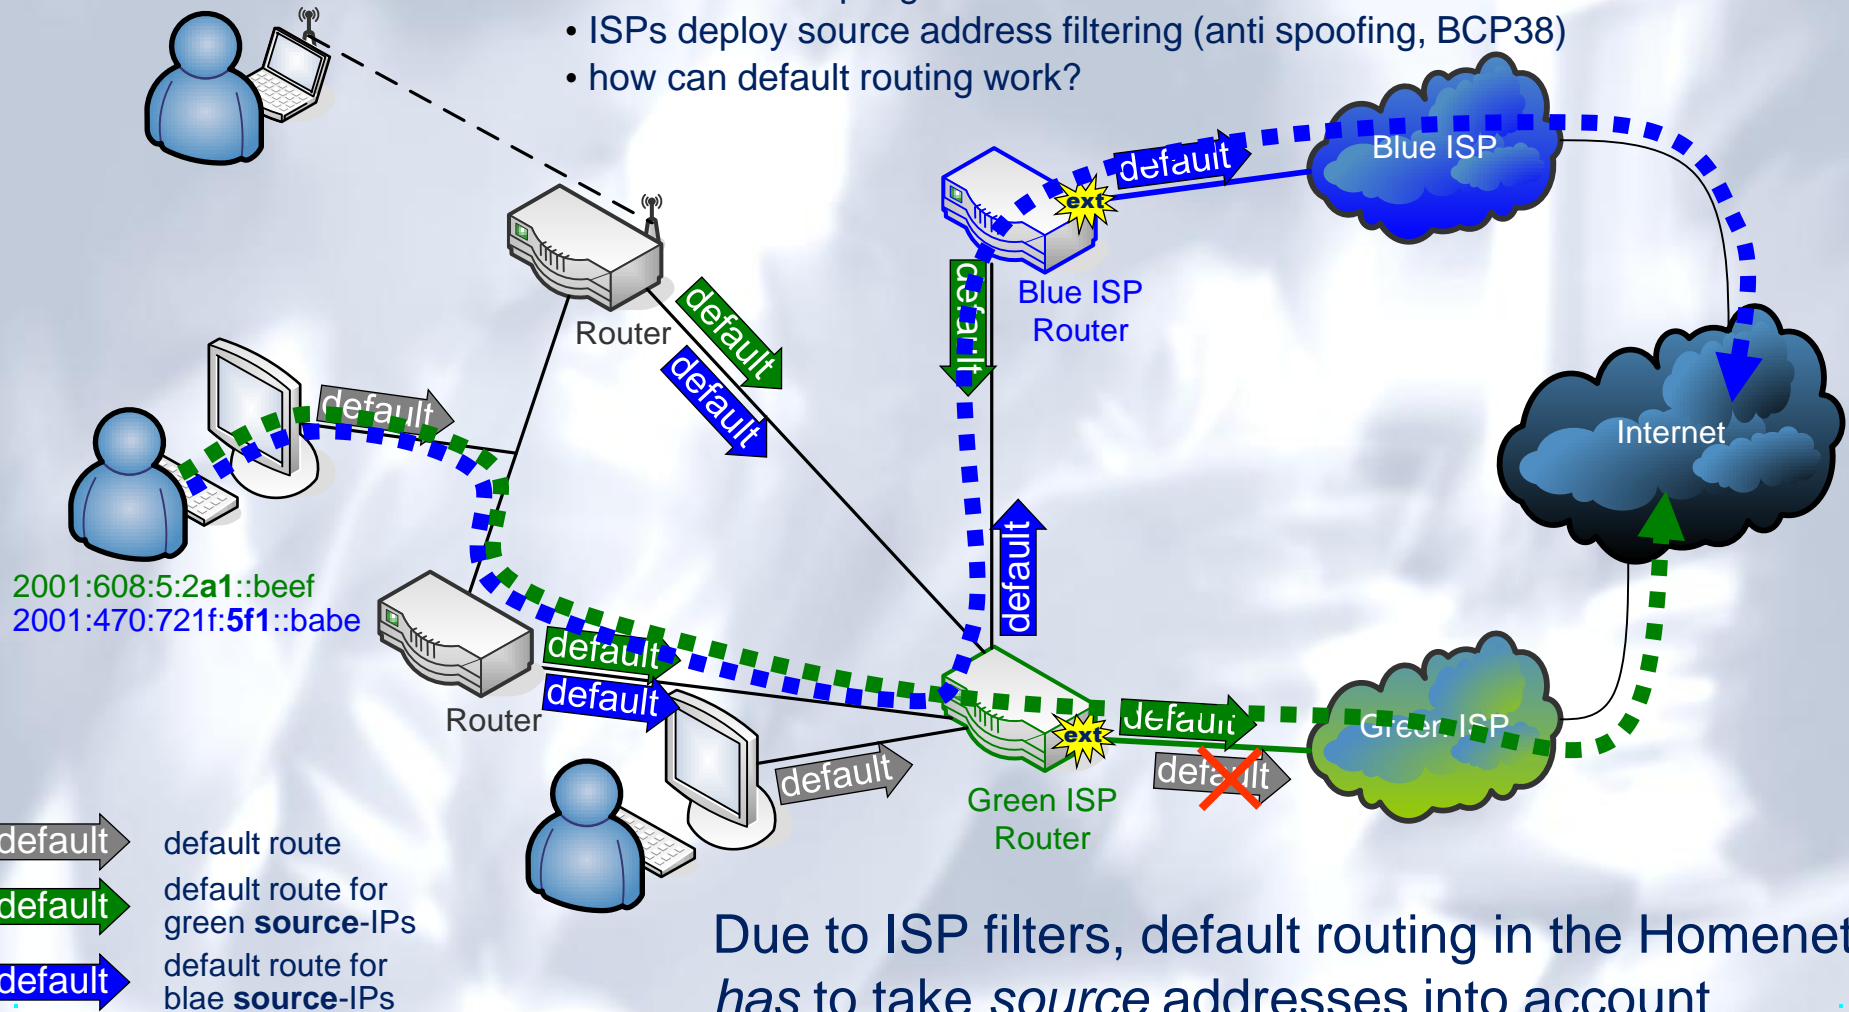 • ISPs deploy source address filtering (anti spoofing, BCP38)
• how can default routing work?
default
Blue ISP
ext
default
Blue ISP
Router
Router
default
default
default
Internet
default
2001:608:5:2a1::beef
2001:470:721f:5f1::babe
default
default
Router
default
Green ISP
ext
default
default
Green ISP
Router
default
default route
default
default route for
green source-IPs
default
default route for
blae source-IPs
Due to ISP filters, default routing in the Homenet
has to take source addresses into account